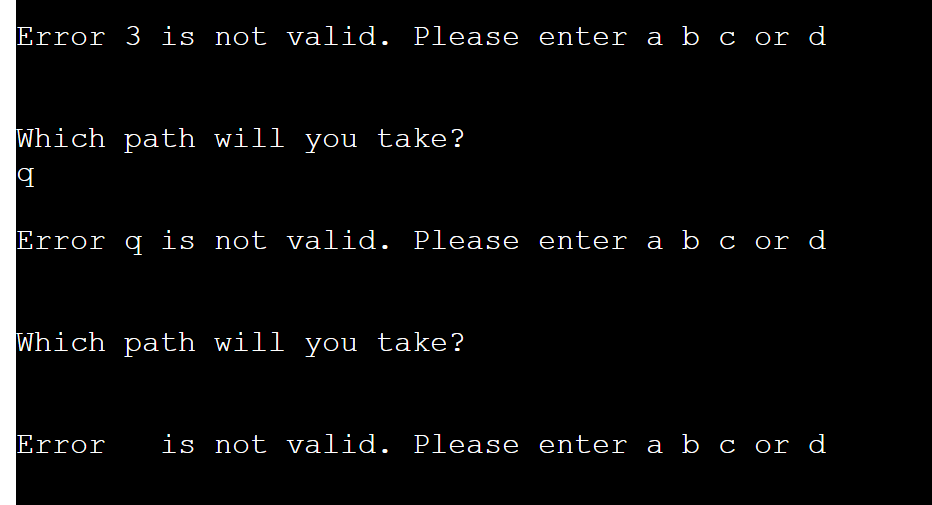 Error 3 is not valid. Please enter a b c or d
Which path will you take?
q
Error q is not valid. Please enter a b c or d
Which path will you take?
Error   is not valid. Please enter a b c or d